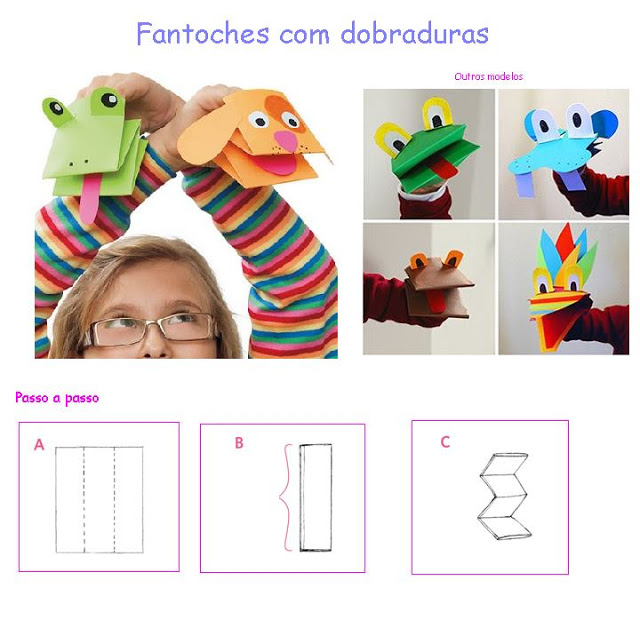 Fantoches com dobraduras
Outros modelos
Passo a passo
A
B
C